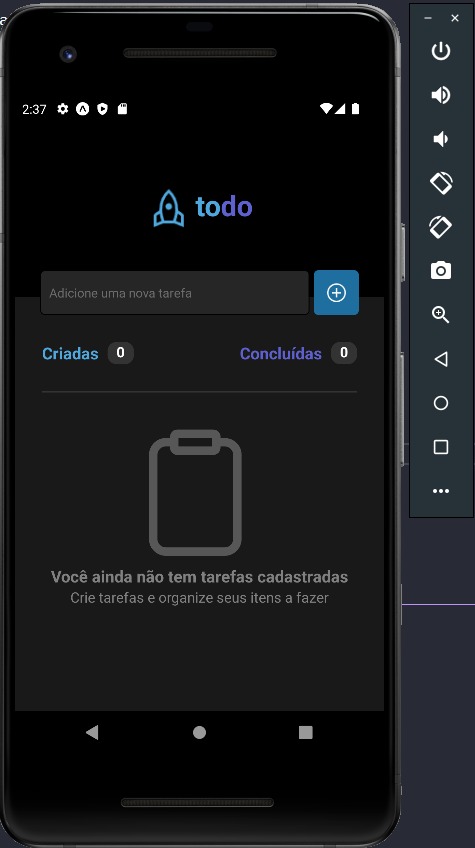 2:37
todo
Adicione uma nova tarefa
Criadas 0
Concluídas 0
Você ainda não tem tarefas cadastradas
Crie tarefas e organize seus itens a fazer